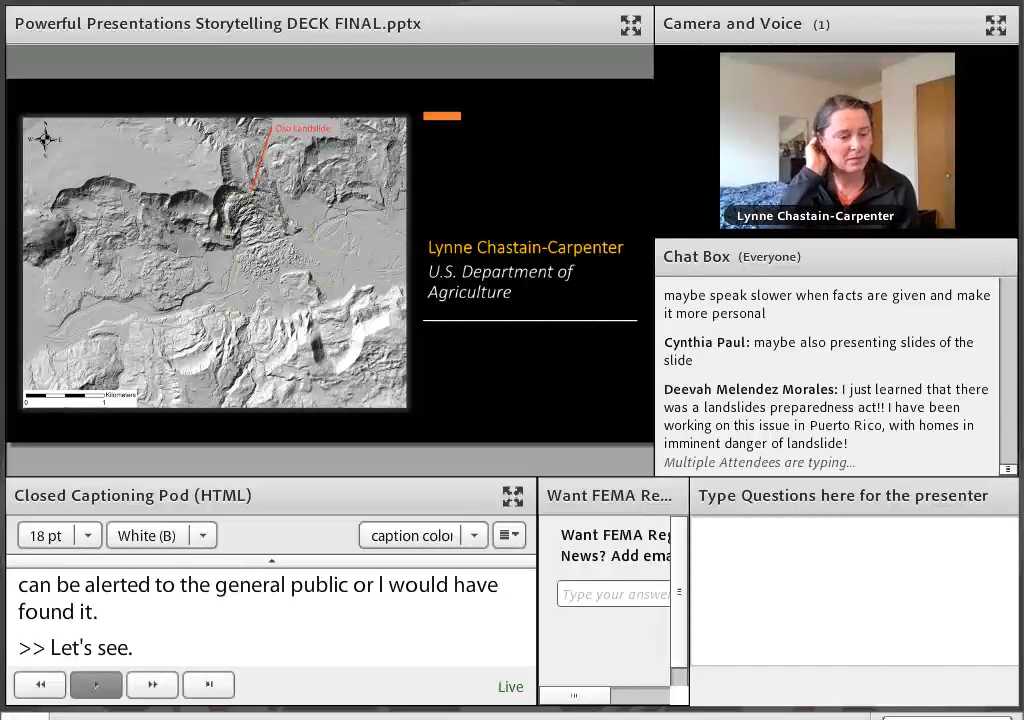 Powerful Presentations Storytelling DECK FINAL.pptx
Oso Landslide
W E
Kilometers
0 1
Lynne Chastain-Carpenter
U.S. Department of
Agriculture
Camera and Voice (1)
Lynne Chastain-Carpenter
Chat Box (Everyone)
maybe speak slower when facts are given and make
it more personal
Cynthia Paul: maybe also presenting slides of the
slide
Deevah Melendez Morales: I just learned that there
was a landslides preparedness act!! I have been
working on this issue in Puerto Rico, with homes in
imminent danger of landslide!
Multiple Attendees are typing...
Closed Captioning Pod (HTML)
18 pt
White (B)
caption color
can be alerted to the general public or I would have
found it.
>> Let's see.
Live
Want FEMA Re...
Want FEMA Reg
News? Add ema
Type your answer
Type Questions here for the presenter